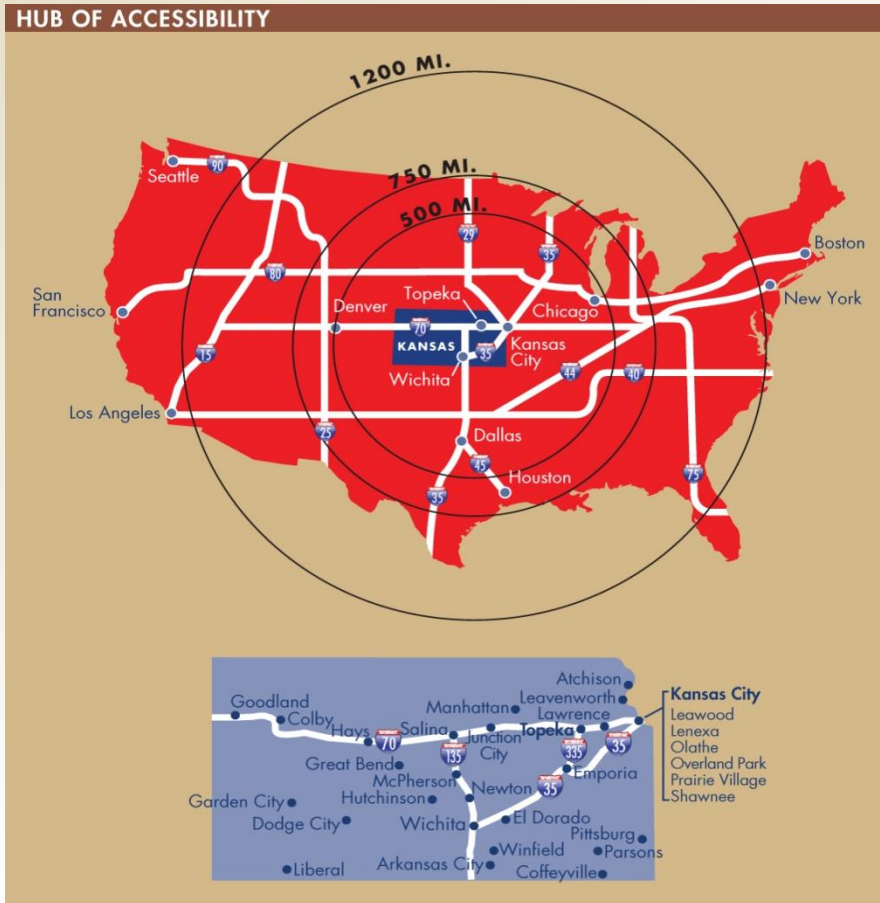 HUB OF ACCESSIBILITY
1200 MI.
750 MI.
500 MI.
Seattle
90
29
35
Boston
80
San
Francisco
Denver
Topeka
Chicago
New York
70
KANSAS
35
Kansas
City
15
Wichita
44
40
Los Angeles
25
Dallas
45
Houston
35
75
Atchison
Leavenworth
Kansas City
Goodland
Manhattan
Lawrence
Leawood
Colby
Hays
Salina
Junction
City
Topeka
Lenexa
70
135
335
35
Olathe
Great Bend
Overland Park
McPherson
Emporia
Prairie Village
Garden City
Hutchinson
Newton
35
Shawnee
Dodge City
Wichita
El Dorado
Pittsburg
Winfield
Parsons
Liberal
Arkansas City
Coffeyville